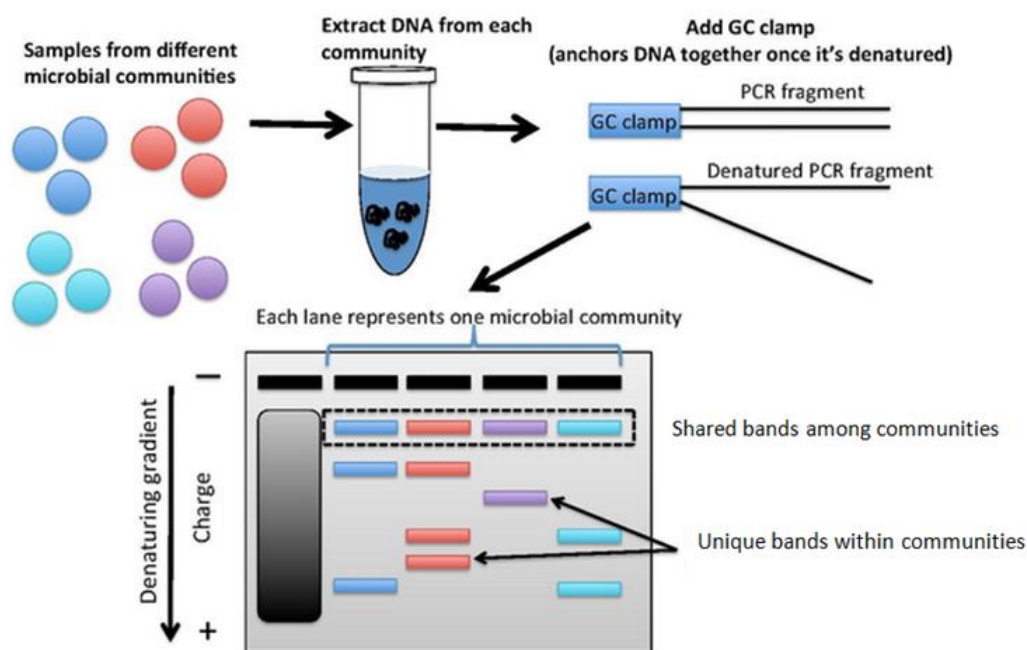 Samples from different
microbial communities
Extract DNA from each
community
Add GC clamp
(anchors DNA together once it's denatured)
PCR fragment
GC clamp
Denatured PCR fragment
GC clamp
Each lane represents one microbial community
−
Denaturing gradient
Charge
+
Shared bands among communities
Unique bands within communities